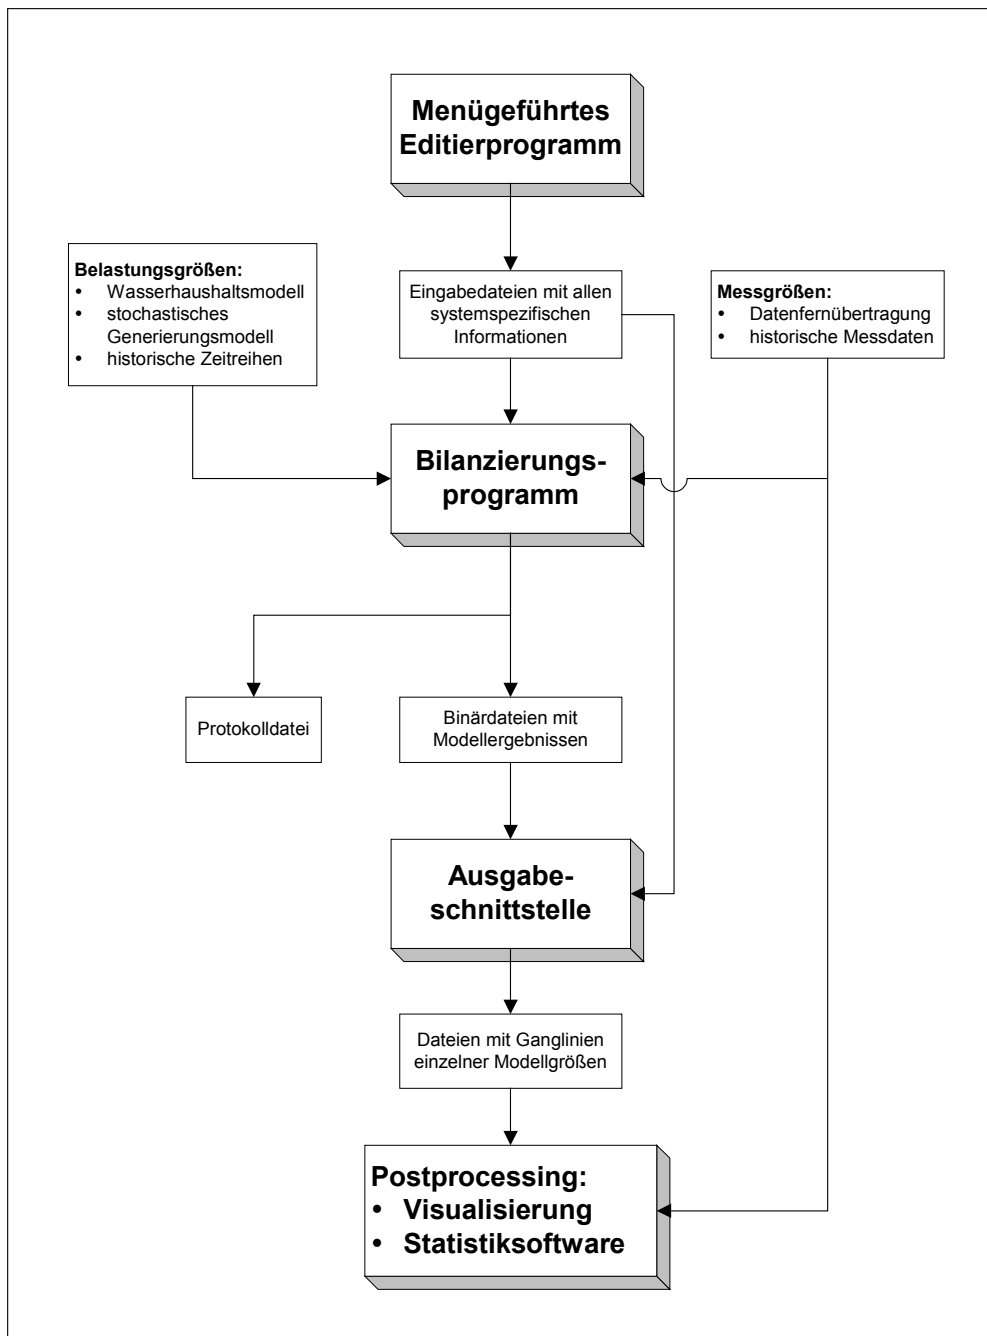 Menügeführtes
Editierprogramm
Belastungsgrößen:
• Wasserhaushaltsmodell
• stochastisches
Generierungsmodell
• historische Zeitreihen
Eingabedateien mit allen
systemspezifischen
Informationen
Messgrößen:
• Datenfernübertragung
• historische Messdaten
Bilanzierungs-
programm
Protokolldatei
Binärdateien mit
Modellergebnissen
Ausgabe-
schnittstelle
Dateien mit Ganglinien
einzelner Modellgrößen
Postprocessing:
• Visualisierung
• Statistiksoftware